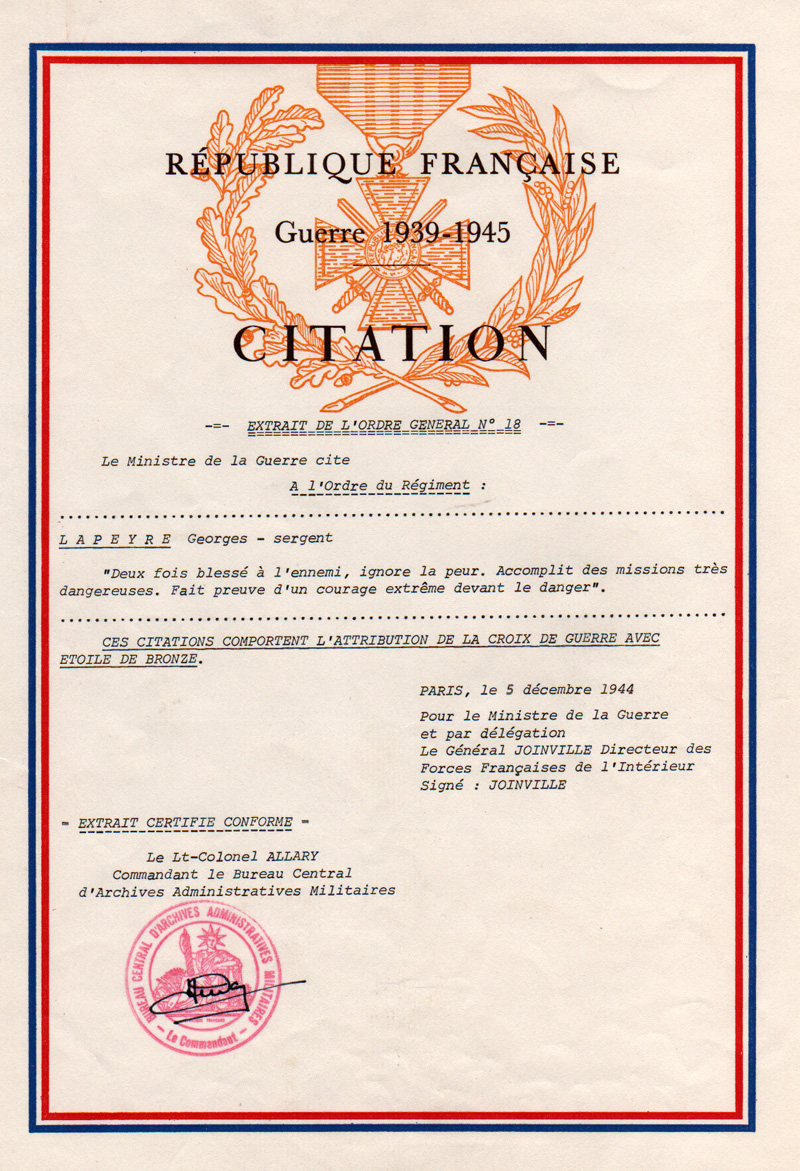 RÉPUBLIQUE FRANÇAISE
Guerre 1939-1945
CITATION
-=- EXTRAIT DE L'ORDRE GENERAL N° 18 -=-
Le Ministre de la Guerre cite
A l'Ordre du Régiment :
L A P E Y R E Georges - sergent
"Deux fois blessé à l'ennemi, ignore la peur. Accomplit des missions très
dangereuses. Fait preuve d'un courage extrême devant le danger".
CES CITATIONS COMPORTENT L'ATTRIBUTION DE LA CROIX DE GUERRE AVEC
ETOILE DE BRONZE.
PARIS, le 5 décembre 1944
Pour le Ministre de la Guerre
et par délégation
Le Général JOINVILLE Directeur des
Forces Françaises de l'Intérieur
Signé : JOINVILLE
= EXTRAIT CERTIFIE CONFORME =
Le Lt-Colonel ALLARY
Commandant le Bureau Central
d'Archives Administratives Militaires
BUREAU CENTRAL D'ARCHIVES ADMINISTRATIVES MILITAIRES
- Le Commandant -